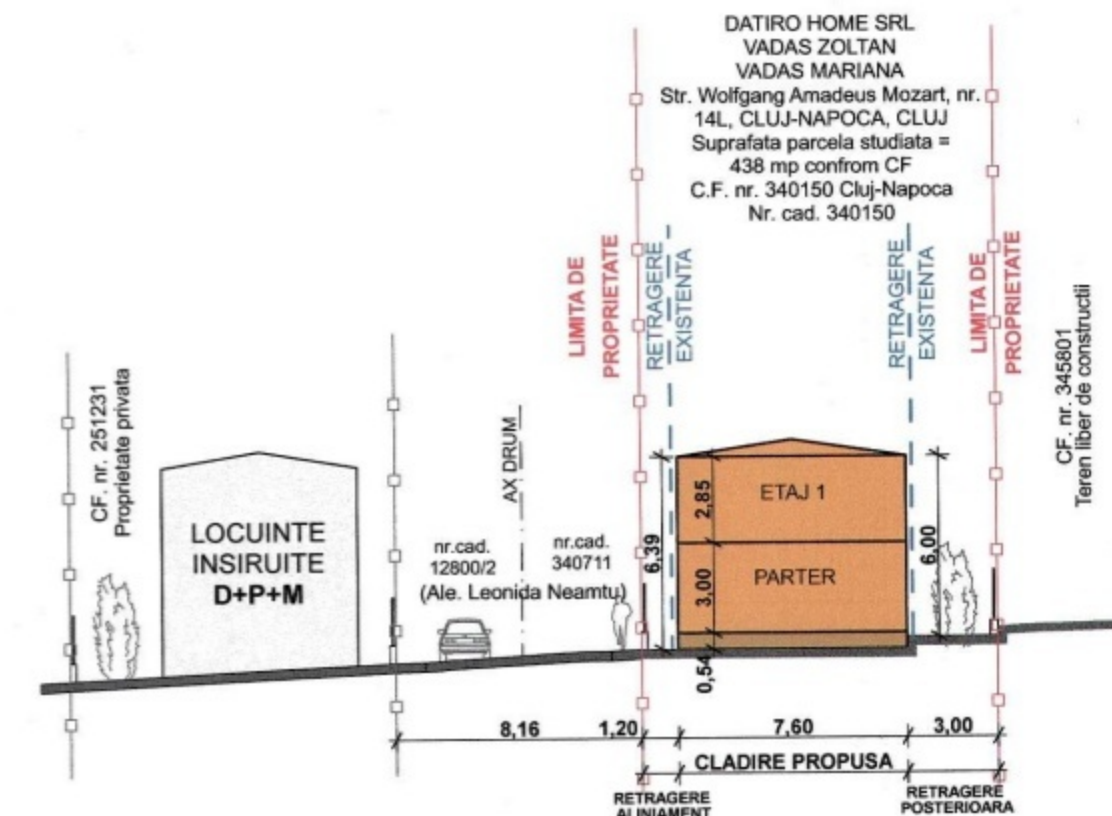 DATIRO HOME SRL
VADAS ZOLTAN
VADAS MARIANA
Str. Wolfgang Amadeus Mozart, nr.
14L, CLUJ-NAPOCA, CLUJ
Suprafata parcela studiata =
438 mp confrom CF
C.F. nr. 340150 Cluj-Napoca
Nr. cad. 340150
LIMITA DE
PROPRIETATE
RETRAGERE
EXISTENTA
RETRAGERE
EXISTENTA
LIMITA DE
PROPRIETATE
CF. nr. 345801
Teren liber de constructii
CF. nr. 251231
Proprietate privata
LOCUINTE
INSIRUITE
D+P+M
AX DRUM
nr.cad.
12800/2
nr.cad.
340711
(Ale. Leonida Neamtu)
6,39
2,85
ETAJ 1
3,00
PARTER
0,54
6,00
8,16
1,20
7,60
3,00
CLADIRE PROPUSA
RETRAGERE
ALINIAMENT
RETRAGERE
POSTERIOARA